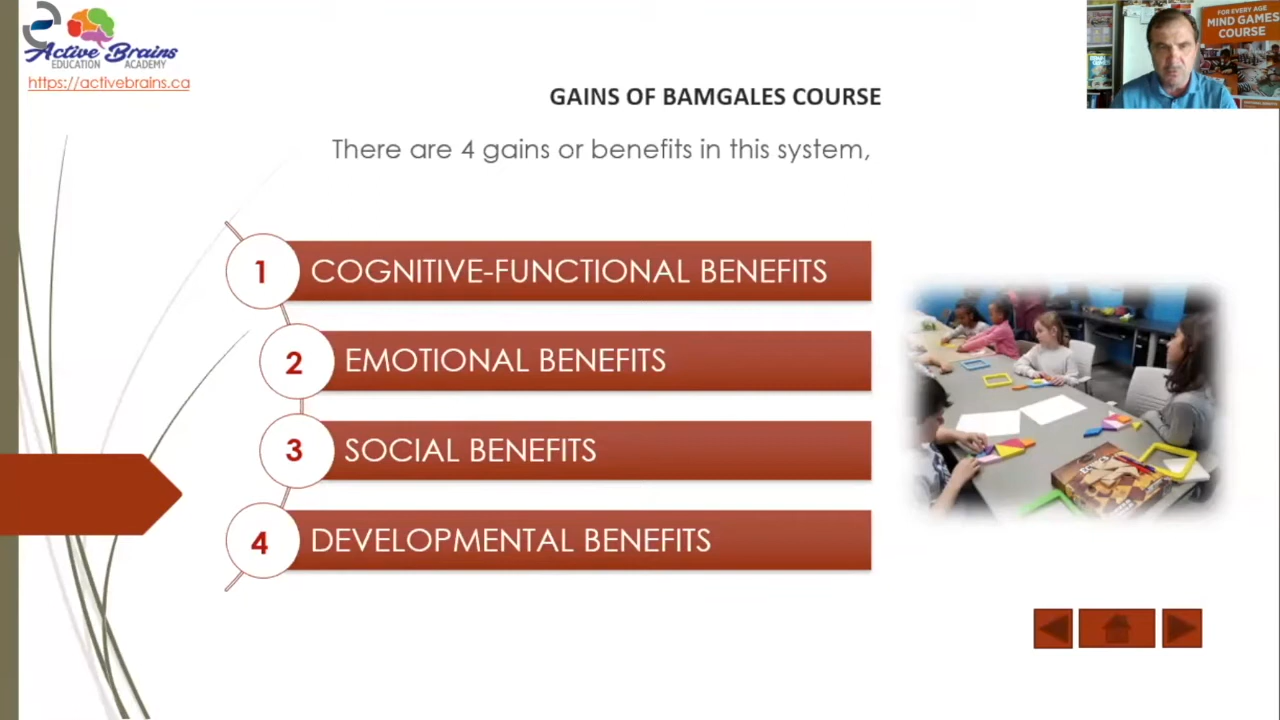 Active Brains
EDUCATION ACADEMY
https://activebrains.ca
FOR EVERY AGE
MIND GAMES
COURSE
GAINS OF BAMGALES COURSE
There are 4 gains or benefits in this system,
1 COGNITIVE-FUNCTIONAL BENEFITS
2 EMOTIONAL BENEFITS
3 SOCIAL BENEFITS
4 DEVELOPMENTAL BENEFITS